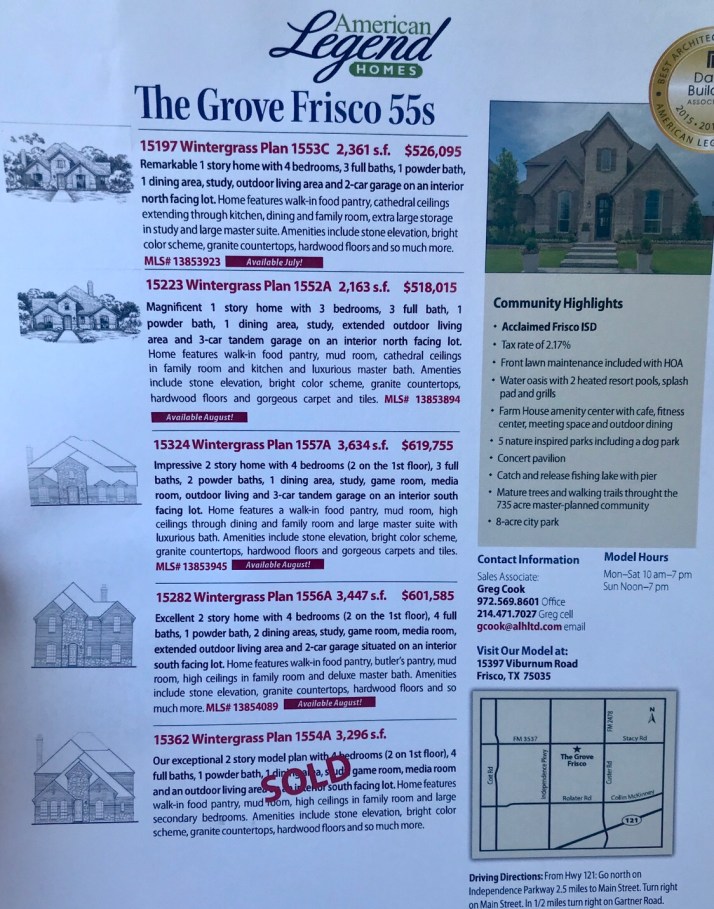 American
Legend
HOMES
The Grove Frisco 55s
15197 Wintergrass Plan 1553C 2,361 s.f. $526,095
Remarkable 1 story home with 4 bedrooms, 3 full baths, 1 powder bath,
1 dining area, study, outdoor living area and 2-car garage on an interior
north facing lot. Home features walk-in food pantry, cathedral ceilings
extending through kitchen, dining and family room, extra large storage
in study and large master suite. Amenities include stone elevation, bright
color scheme, granite countertops, hardwood floors and so much more.
MLS# 13853923 Available July!
15223 Wintergrass Plan 1552A 2,163 s.f. $518,015
Magnificent 1 story home with 3 bedrooms, 3 full bath, 1
powder bath, 1 dining area, study, extended outdoor living
area and 3-car tandem garage on an interior north facing lot.
Home features walk-in food pantry, mud room, cathedral ceilings
in family room and kitchen and luxurious master bath. Amenties
include stone elevation, bright color scheme, granite countertops,
hardwood floors and gorgeous carpet and tiles. MLS# 13853894
Available August!
15324 Wintergrass Plan 1557A 3,634 s.f. $619,755
Impressive 2 story home with 4 bedrooms (2 on the 1st floor), 3 full
baths, 2 powder baths, 1 dining area, study, game room, media
room, outdoor living and 3-car tandem garage on an interior south
facing lot. Home features a walk-in food pantry, mud room, high
ceilings through dining and family room and large master suite with
luxurious bath. Amenities include stone elevation, bright color scheme,
granite countertops, hardwood floors and gorgeous carpets and tiles.
MLS# 13853945 Available August!
15282 Wintergrass Plan 1556A 3,447 s.f. $601,585
Excellent 2 story home with 4 bedrooms (2 on the 1st floor), 4 full
baths, 1 powder bath, 2 dining areas, study, game room, media room,
extended outdoor living area and 2-car garage situated on an interior
south facing lot. Home features walk-in food pantry, butler's pantry, mud
room, high ceilings in family room and deluxe master bath. Amenities
include stone elevation, granite countertops, hardwood floors and so
much more. MLS# 13854089 Available August!
15362 Wintergrass Plan 1554A 3,296 s.f.
Our exceptional 2 story model plan with 4 bedrooms (2 on 1st floor), 4
full baths, 1 powder bath, 1 dining area, study, game room, media room
and an outdoor living area interior south facing lot. Home features
walk-in food pantry, mud room, high ceilings in family room and large
secondary bedrooms. Amenities include stone elevation, bright color
scheme, granite countertops, hardwood floors and so much more.
SOLD
BEST ARCHITEC
Da
Build
ASSOC
2015 • 201
AMERICAN LEG
Community Highlights
• Acclaimed Frisco ISD
• Tax rate of 2.17%
• Front lawn maintenance included with HOA
• Water oasis with 2 heated resort pools, splash
pad and grills
• Farm House amenity center with cafe, fitness
center, meeting space and outdoor dining
• 5 nature inspired parks including a dog park
• Concert pavilion
• Catch and release fishing lake with pier
• Mature trees and walking trails throught the
735 acre master-planned community
• 8-acre city park
Contact Information
Sales Associate:
Greg Cook
972.569.8601 Office
214.471.7027 Greg cell
gcook@alhltd.com email
Model Hours
Mon–Sat 10 am–7 pm
Sun Noon–7 pm
Visit Our Model at:
15397 Viburnum Road
Frisco, TX 75035
N
FM 2478
FM 3537
Stacy Rd
The Grove
Frisco
Coit Rd
Independence Pkwy
Custer Rd
Rolater Rd
Collin McKinney
121
Driving Directions: From Hwy 121: Go north on
Independence Parkway 2.5 miles to Main Street. Turn right
on Main Street. In 1/2 miles turn right on Gartner Road.